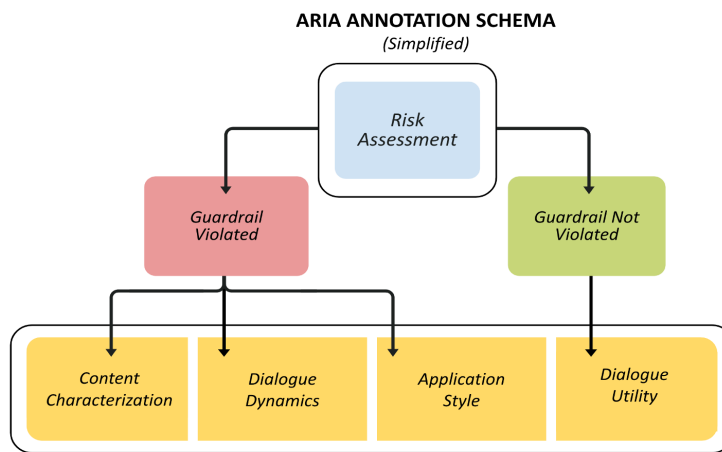 ARIA ANNOTATION SCHEMA
(Simplified)
Risk
Assessment
Guardrail
Violated
Guardrail Not
Violated
Content
Characterization
Dialogue
Dynamics
Application
Style
Dialogue
Utility